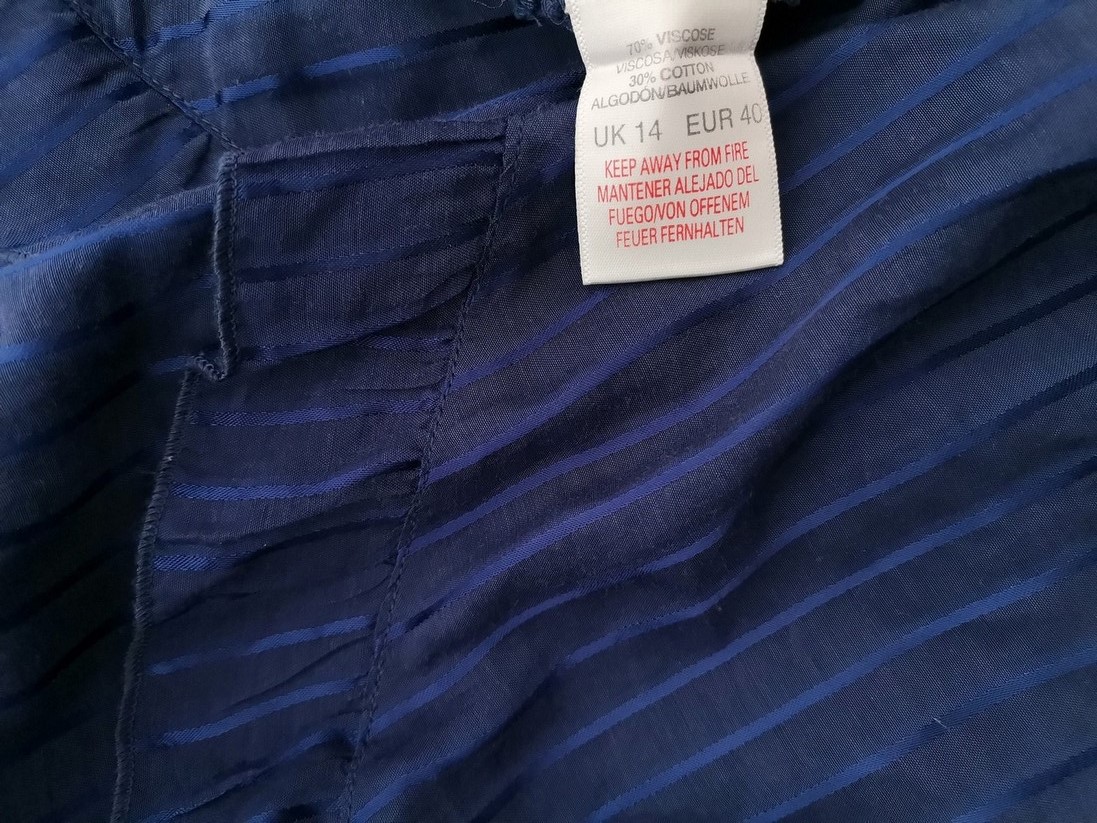 70% VISCOSE
VISCOSA/VISKOSE
30% COTTON
ALGODÓN/BAUMWOLLE
UK 14 EUR 40
KEEP AWAY FROM FIRE
MANTENER ALEJADO DEL
FUEGO/VON OFFENEM
FEUER FERNHALTEN